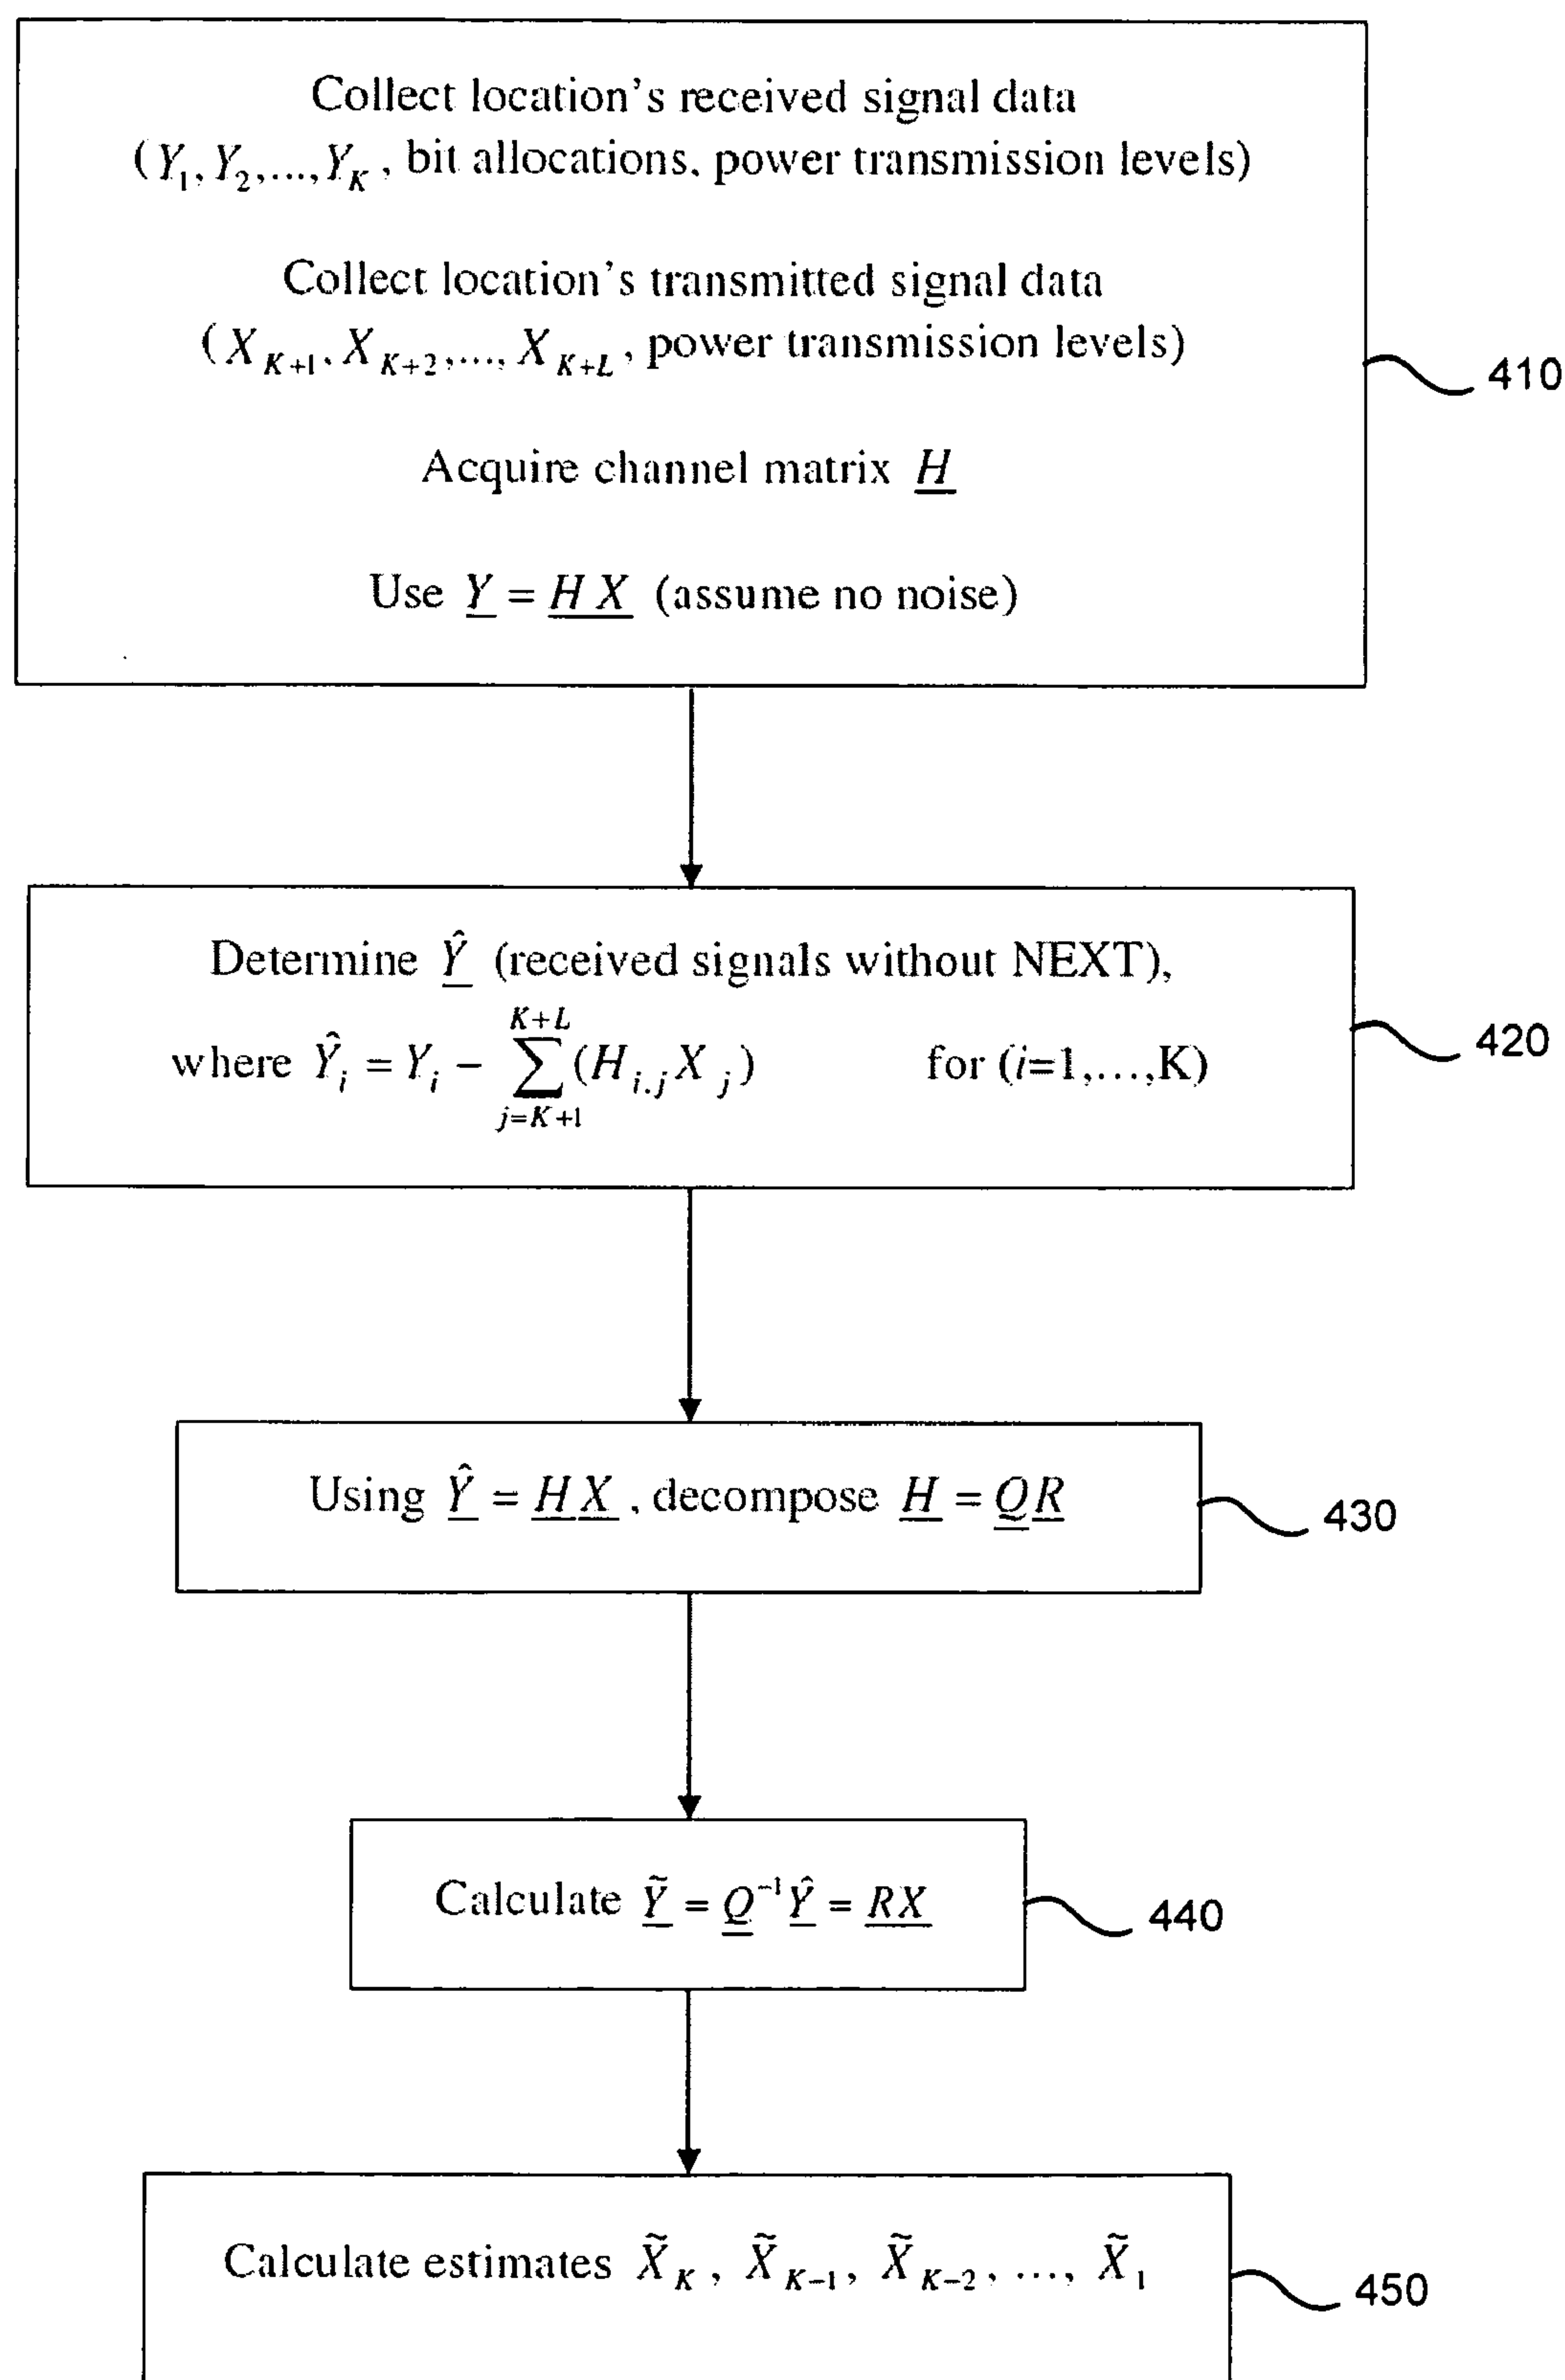 Collect location's received signal data
(Y₁, Y₂,..., Y_K, bit allocations, power transmission levels)
Collect location's transmitted signal data
(X_{K+1}, X_{K+2},..., X_{K+L}, power transmission levels)
410
Acquire channel matrix H
Use Y = H X (assume no noise)
Determine Ŷ (received signals without NEXT),
where Ŷ_i = Y_i − ∑_{j=K+1}^{K+L} (H_{i,j} X_j) for (i=1,...,K)
420
Using Ŷ = H X, decompose H = Q R
430
Calculate Ỹ = Q⁻¹ Ŷ = RX
440
Calculate estimates X̃_K, X̃_{K−1}, X̃_{K−2}, ..., X̃_1
450